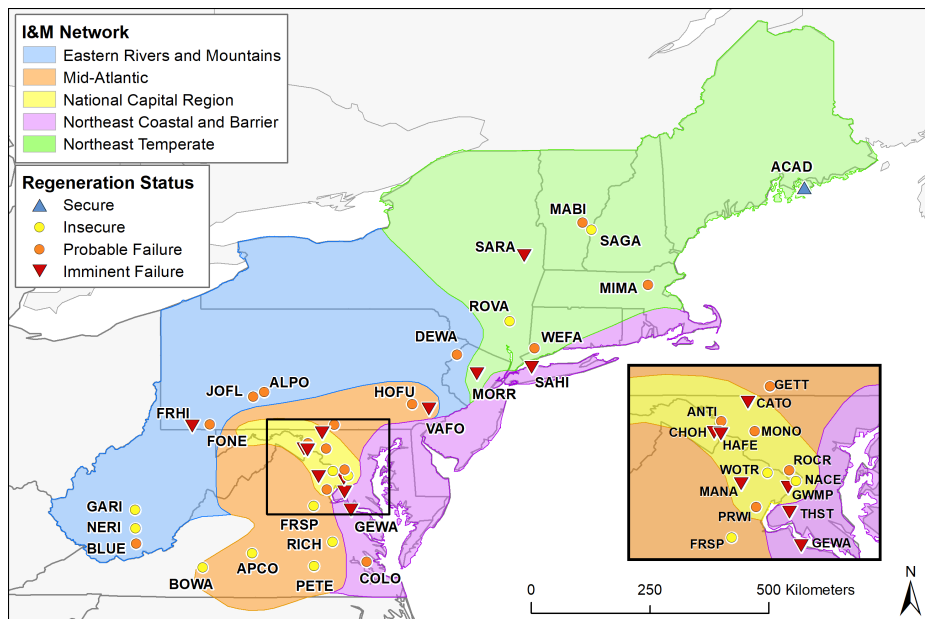 I&M Network
Eastern Rivers and Mountains
Mid-Atlantic
National Capital Region
Northeast Coastal and Barrier
Northeast Temperate
Regeneration Status
Secure
Insecure
Probable Failure
Imminent Failure
ACAD
MABI
SAGA
SARA
MIMA
ROVA
WEFA
DEWA
SAHI
MORR
JOFL
ALPO
HOFU
VAFO
FRHI
FONE
GARI
NERI
BLUE
FRSP
GEWA
RICH
APCO
BOWA
PETE
COLO
GETT
CATO
ANTI
MONO
CHOH
HAFE
ROCR
WOTR
NACE
MANA
GWMP
PRWI
THST
FRSP
GEWA
N
0 250 500 Kilometers